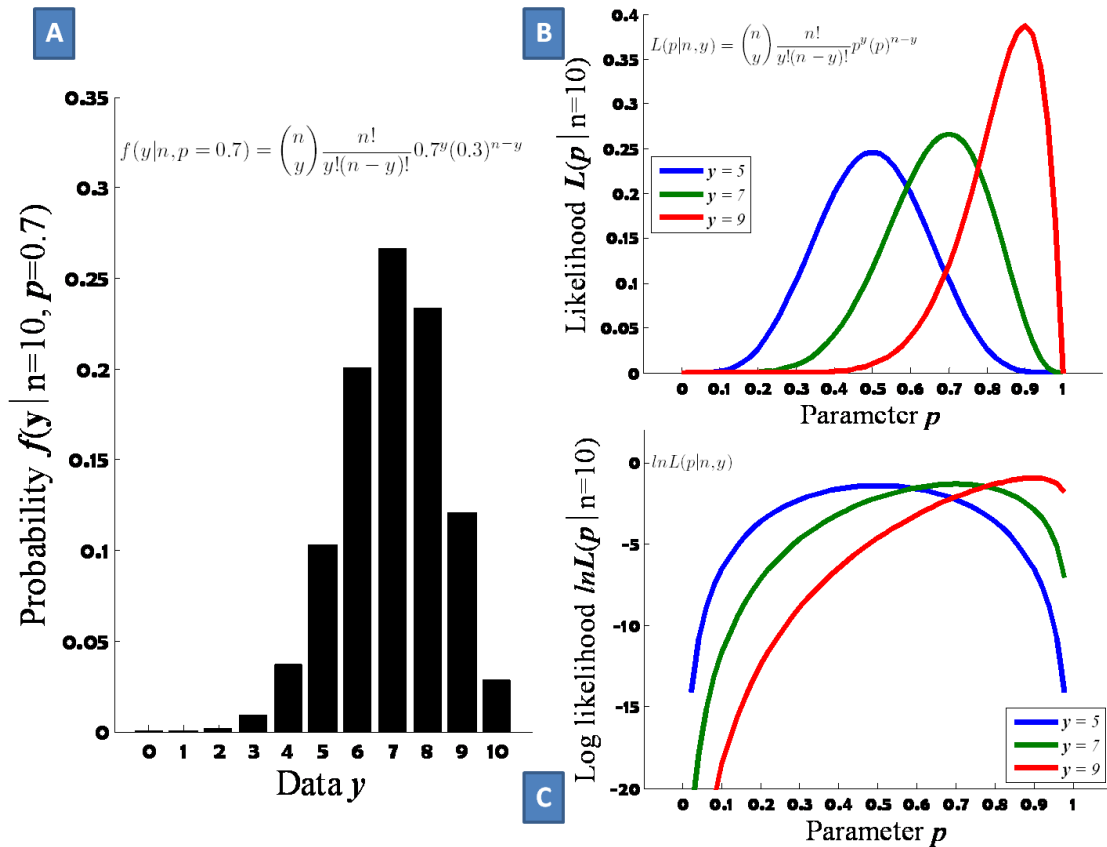 A
f(y|n, p = 0.7) = \binom{n}{y} \frac{n!}{y!(n − y)!} 0.7^y (0.3)^{n−y}
Probability f(y | n=10, p=0.7)
0.35
0.3
0.25
0.2
0.15
0.1
0.05
0
0 1 2 3 4 5 6 7 8 9 10
Data y
B
L(p|n, y) = \binom{n}{y} \frac{n!}{y!(n − y)!} p^y (p)^{n−y}
Likelihood L(p | n=10)
0.4
0.35
0.3
0.25
0.2
0.15
0.1
0.05
0
y = 5
y = 7
y = 9
0 0.1 0.2 0.3 0.4 0.5 0.6 0.7 0.8 0.9 1
Parameter p
C
lnL(p|n, y)
Log likelihood lnL(p | n=10)
0
-5
-10
-15
-20
y = 5
y = 7
y = 9
0 0.1 0.2 0.3 0.4 0.5 0.6 0.7 0.8 0.9 1
Parameter p